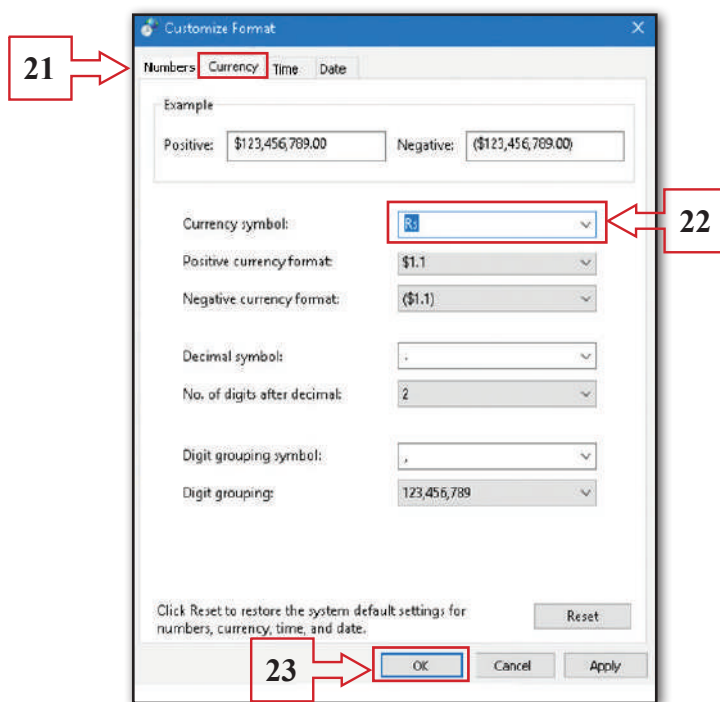 Customize Format
21
Numbers Currency Time Date
Example
Positive: $123,456,789.00 Negative: ($123,456,789.00)
Currency symbol: Rs
22
Positive currency format: $1.1
Negative currency format: ($1.1)
Decimal symbol: .
No. of digits after decimal: 2
Digit grouping symbol: ,
Digit grouping: 123,456,789
Click Reset to restore the system default settings for
numbers, currency, time, and date.
Reset
23
OK Cancel Apply